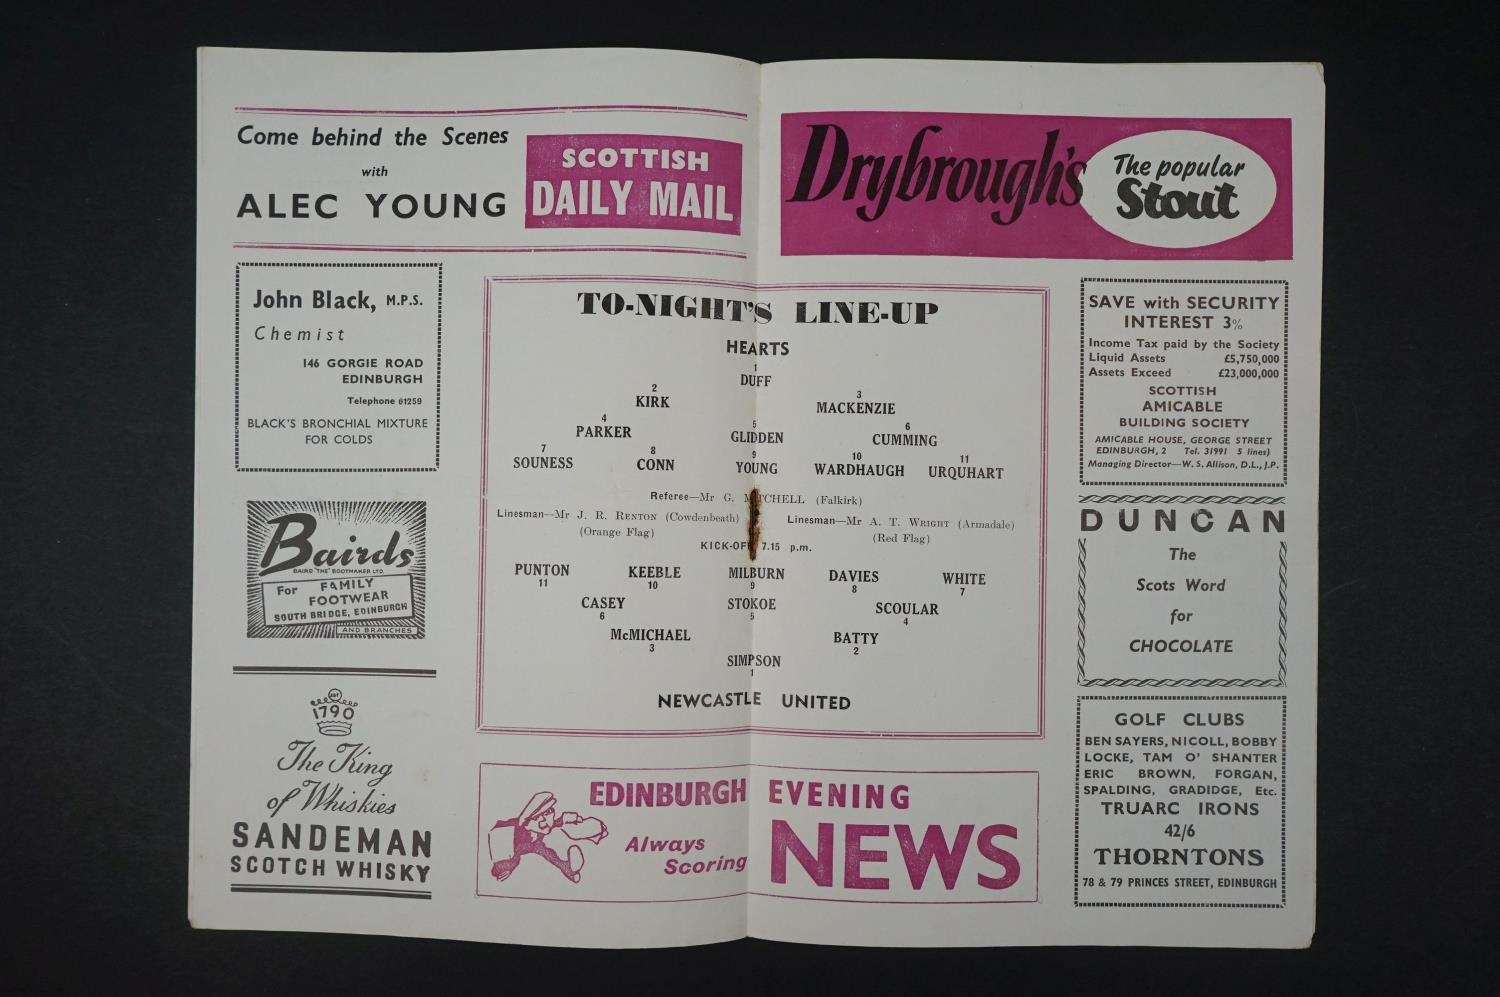 Come behind the Scenes
with
ALEC YOUNG
SCOTTISH
DAILY MAIL
Drybrough's
The popular
Stout
John Black, M.P.S.
Chemist
146 GORGIE ROAD
EDINBURGH
Telephone 61259
BLACK'S BRONCHIAL MIXTURE
FOR COLDS
Bairds
BAIRD "THE" BOOTMAKER LTD.
For FAMILY
FOOTWEAR
SOUTH BRIDGE, EDINBURGH
AND BRANCHES
1790
The King
of Whiskies
SANDEMAN
SCOTCH WHISKY
TO-NIGHT'S LINE-UP
HEARTS
1
DUFF
2 3
KIRK MACKENZIE
4 5 6
PARKER GLIDDEN CUMMING
7 8 9 10 11
SOUNESS CONN YOUNG WARDHAUGH URQUHART
Referee—Mr G. MITCHELL (Falkirk)
Linesman—Mr J. R. RENTON (Cowdenbeath) Linesman—Mr A. T. WRIGHT (Armadale)
(Orange Flag) (Red Flag)
KICK-OFF 7.15 p.m.
PUNTON KEEBLE MILBURN DAVIES WHITE
11 10 9 8 7
CASEY STOKOE SCOULAR
6 5 4
McMICHAEL BATTY
3 2
SIMPSON
1
NEWCASTLE UNITED
EDINBURGH EVENING
Always
Scoring
NEWS
SAVE with SECURITY
INTEREST 3%
Income Tax paid by the Society
Liquid Assets £5,750,000
Assets Exceed £23,000,000
SCOTTISH
AMICABLE
BUILDING SOCIETY
AMICABLE HOUSE, GEORGE STREET
EDINBURGH, 2 Tel. 31991 5 lines)
Managing Director—W. S. Allison, D.L., J.P.
DUNCAN
The
Scots Word
for
CHOCOLATE
GOLF CLUBS
BEN SAYERS, NICOLL, BOBBY
LOCKE, TAM O' SHANTER
ERIC BROWN, FORGAN,
SPALDING, GRADIDGE, Etc.
TRUARC IRONS
42/6
THORNTONS
78 & 79 PRINCES STREET, EDINBURGH